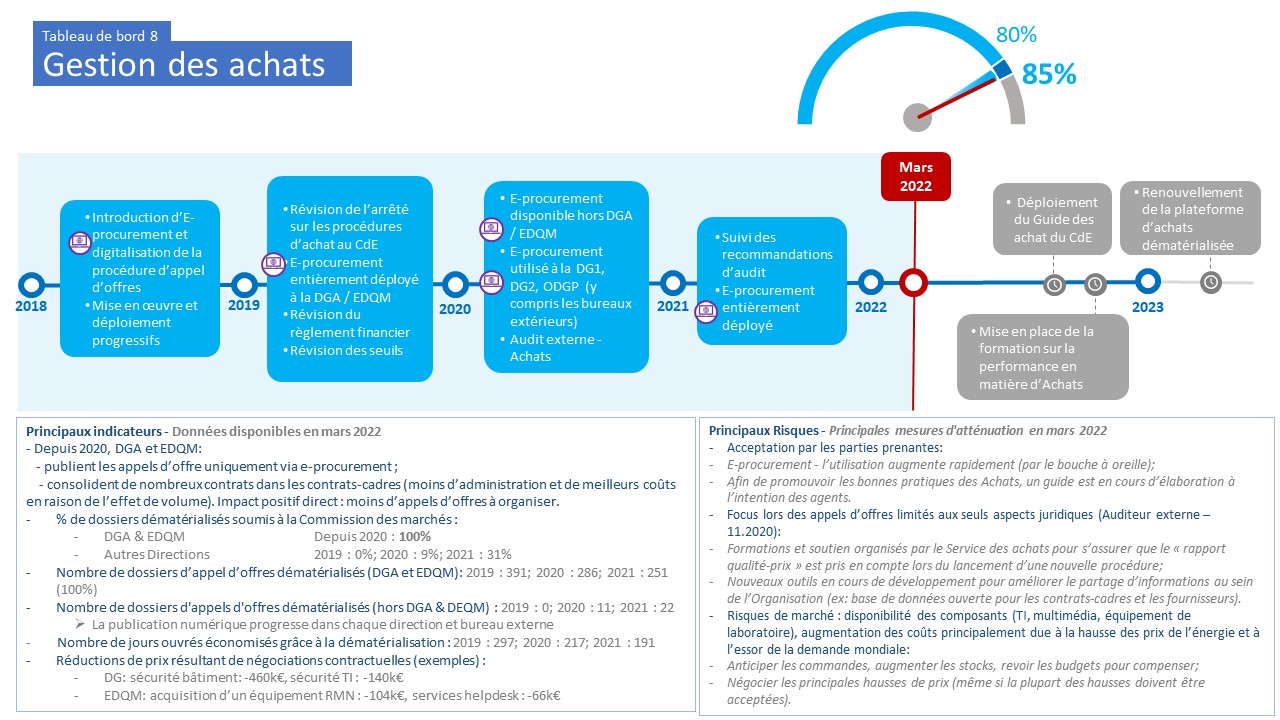 Tableau de bord 8
Gestion des achats
80%
85%
Mars
2022
2018
•Introduction d'E-
procurement et
digitalisation de la
procédure d'appel
d'offres
•Mise en œuvre et
déploiement
progressifs
2019
•Révision de l'arrêté
sur les procédures
d'achat au CdE
•E-procurement
entièrement déployé
à la DGA / EDQM
•Révision du
règlement financier
•Révision des seuils
2020
• E-procurement
disponible hors DGA
/ EDQM
• E-procurement
utilisé à la DG1,
DG2, ODGP (y
compris les bureaux
extérieurs)
• Audit externe -
Achats
2021
•Suivi des
recommandations
d'audit
•E-procurement
entièrement
déployé
2022
• Déploiement
du Guide des
achat du CdE
• Mise en place de la
formation sur la
performance en
matière d'Achats
2023
• Renouvellement
de la plateforme
d'achats
dématérialisée
Principaux indicateurs - Données disponibles en mars 2022
- Depuis 2020, DGA et EDQM:
- publient les appels d'offre uniquement via e-procurement ;
- consolident de nombreux contrats dans les contrats-cadres (moins d'administration et de meilleurs coûts
en raison de l'effet de volume). Impact positif direct : moins d'appels d'offres à organiser.
- % de dossiers dématérialisés soumis à la Commission des marchés :
- DGA & EDQM Depuis 2020 : 100%
- Autres Directions 2019 : 0%; 2020 : 9%; 2021 : 31%
- Nombre de dossiers d'appel d'offres dématérialisés (DGA et EDQM): 2019 : 391; 2020 : 286; 2021 : 251
(100%)
- Nombre de dossiers d'appels d'offres dématérialisés (hors DGA & DEQM) : 2019 : 0; 2020 : 11; 2021 : 22
➢ La publication numérique progresse dans chaque direction et bureau externe
- Nombre de jours ouvrés économisés grâce à la dématérialisation : 2019 : 297; 2020 : 217; 2021 : 191
- Réductions de prix résultant de négociations contractuelles (exemples) :
- DG: sécurité bâtiment: -460k€, sécurité TI : -140k€
- EDQM: acquisition d'un équipement RMN : -104k€, services helpdesk : -66k€
Principaux Risques - Principales mesures d'atténuation en mars 2022
- Acceptation par les parties prenantes:
- E-procurement - l'utilisation augmente rapidement (par le bouche à oreille);
- Afin de promouvoir les bonnes pratiques des Achats, un guide est en cours d'élaboration à
l'intention des agents.
- Focus lors des appels d'offres limités aux seuls aspects juridiques (Auditeur externe –
11.2020):
- Formations et soutien organisés par le Service des achats pour s'assurer que le « rapport
qualité-prix » est pris en compte lors du lancement d'une nouvelle procédure;
- Nouveaux outils en cours de développement pour améliorer le partage d'informations au sein
de l'Organisation (ex: base de données ouverte pour les contrats-cadres et les fournisseurs).
- Risques de marché : disponibilité des composants (TI, multimédia, équipement de
laboratoire), augmentation des coûts principalement due à la hausse des prix de l'énergie et à
l'essor de la demande mondiale:
- Anticiper les commandes, augmenter les stocks, revoir les budgets pour compenser;
- Négocier les principales hausses de prix (même si la plupart des hausses doivent être
acceptées).